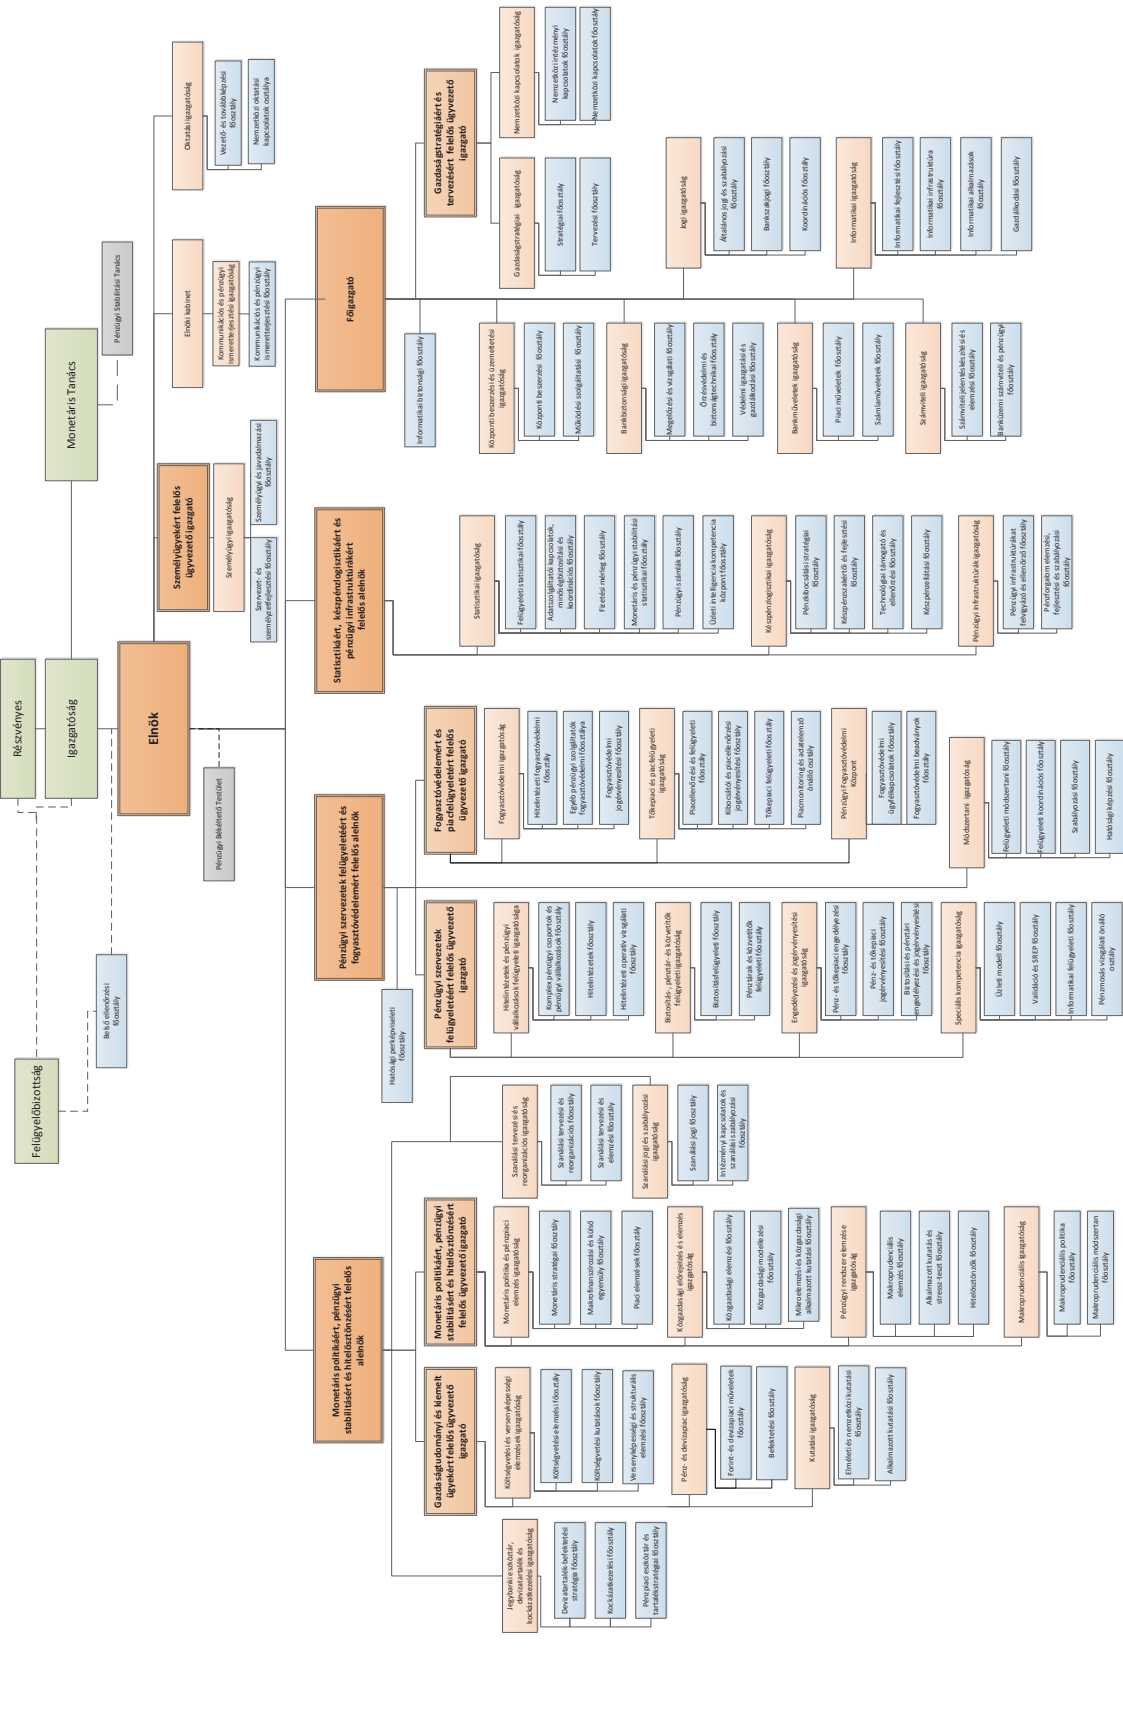 Részvényes
Igazgatóság
Monetáris Tanács
Felügyelőbizottság
Pénzügyi Stabilitási Tanács
Belső ellenőrzési
főosztály
Elnök
Pénzügyi Békéltető Testület
Személyügyekért felelős
ügyvezető igazgató
Személyügyi igazgatóság
Szervezet- és
személyzetfejlesztési főosztály
Személyügyi és javadalmazási
főosztály
Elnöki kabinet
Kommunikációs és pénzügyi
ismeretterjesztési igazgatóság
Kommunikációs és pénzügyi
ismeretterjesztési főosztály
Oktatási igazgatóság
Vezető- és továbbképzési
főosztály
Nemzetközi oktatási
kapcsolatok osztálya
Monetáris politikáért, pénzügyi
stabilitásért és hitelösztönzésért felelős
alelnök
Jegybanki eszköztár,
devizatartalék és
kockázatkezelési igazgatóság
Devizatartalék-befektetési
stratégia főosztály
Kockázatkezelési főosztály
Pénzpiaci eszköztár és
tartalékstratégiai főosztály
Gazdaságtudományi és kiemelt
ügyekért felelős ügyvezető
igazgató
Költségvetési és versenyképességi
elemzések igazgatóság
Költségvetési elemzési főosztály
Költségvetési kutatások főosztály
Versenyképességi és strukturális
elemzési főosztály
Pénz- és devizapiac igazgatóság
Forint- és devizapiaci műveletek
főosztály
Befektetési főosztály
Kutatási igazgatóság
Elméleti és nemzetközi kutatási
főosztály
Alkalmazott kutatási főosztály
Monetáris politikáért, pénzügyi
stabilitásért és hitelösztönzésért
felelős ügyvezető igazgató
Monetáris politika és pénzpiaci
elemzés igazgatóság
Monetáris stratégiai főosztály
Makrofinanszírozási és külső
egyensúly főosztály
Piaci elemzések főosztály
Közgazdasági előrejelzés és elemzés
igazgatóság
Közgazdasági elemzési főosztály
Közgazdasági modellezési
főosztály
Mikroelemzési és közgazdasági
alkalmazott kutatási főosztály
Pénzügyi rendszer elemzése
igazgatóság
Makroprudenciális
elemzés főosztály
Alkalmazott kutatás és
stressz-teszt főosztály
Hitelösztönzők főosztály
Makroprudenciális igazgatóság
Makroprudenciális politika
főosztály
Makroprudenciális módszertan
főosztály
Szanálási tervezési és
reorganizációs igazgatóság
Szanálási tervezési és
reorganizációs főosztály
Szanálási tervezési és
elemzési főosztály
Szanálási jogi és szabályozási
igazgatóság
Szanálási jogi főosztály
Intézményi kapcsolatok és
szanálási szabályozási
főosztály
Pénzügyi szervezetek felügyeletéért és
fogyasztóvédelemért felelős alelnök
Hatósági perképviseleti
főosztály
Pénzügyi szervezetek
felügyeletéért felelős ügyvezető
igazgató
Hitelintézetek és pénzügyi
vállalkozások felügyeleti igazgatósága
Komplex pénzügyi csoportok és
pénzügyi vállalkozások főosztály
Hitelintézetek főosztály
Hitelintézeti operatív vizsgálati
főosztály
Biztosítás-, pénztár- és közvetítők
felügyeleti igazgatóság
Biztosításfelügyeleti főosztály
Pénztárak és közvetítők
felügyeleti főosztály
Engedélyezési és jogérvényesítési
igazgatóság
Pénz- és tőkepiaci engedélyezési
főosztály
Pénz- és tőkepiaci
jogérvényesítési főosztály
Biztosítási és pénztári
engedélyezési és jogérvényesítési
főosztály
Speciális kompetencia igazgatóság
Üzleti modell főosztály
Validáció és SREP főosztály
Informatikai felügyeleti főosztály
Pénzmosás vizsgálati önálló
osztály
Fogyasztóvédelemért és
piacfelügyeletért felelős
ügyvezető igazgató
Fogyasztóvédelmi igazgatóság
Hitelintézeti fogyasztóvédelmi
főosztály
Egyéb pénzügyi szolgáltatók
fogyasztóvédelmi főosztálya
Fogyasztóvédelmi
jogérvényesítési főosztály
Tőkepiaci és piacfelügyeleti
igazgatóság
Piacellenőrzési és felügyeleti
főosztály
Kibocsátói és piacellenőrzési
jogérvényesítési főosztály
Tőkepiaci felügyeleti főosztály
Piacmonitoring és adatelemző
önálló osztály
Pénzügyi Fogyasztóvédelmi
Központ
Fogyasztóvédelmi
ügyfélkapcsolatok főosztály
Fogyasztóvédelmi beadványok
főosztály
Módszertani igazgatóság
Felügyeleti módszertani főosztály
Felügyeleti koordinációs főosztály
Szabályozási főosztály
Hatósági képzési főosztály
Statisztikáért, készpénzlogisztikáért és
pénzügyi infrastruktúrákért
felelős alelnök
Statisztikai igazgatóság
Felügyeleti statisztikai főosztály
Adatszolgáltatói kapcsolatok,
minőségbiztosítási és
koordinációs főosztály
Fizetési mérleg főosztály
Monetáris és pénzügyi stabilitási
statisztikai főosztály
Pénzügyi számlák főosztály
Üzleti intelligencia kompetencia
központ főosztály
Készpénzlogisztikai igazgatóság
Pénzkibocsátási stratégiai
főosztály
Készpénzszakértői és fejlesztési
főosztály
Technológiai támogató és
ellenőrzési főosztály
Készpénzellátási főosztály
Pénzügyi infrastruktúrák igazgatóság
Pénzügyi infrastruktúrákat
felvigyázó és ellenőrző főosztály
Pénzforgalom elemzési,
fejlesztési és szabályozási
főosztály
Főigazgató
Informatikai biztonsági főosztály
Központi beszerzési és üzemeltetési
igazgatóság
Központi beszerzési főosztály
Működési szolgáltatási főosztály
Bankbiztonsági igazgatóság
Megelőzési és vizsgálati főosztály
Őrzésvédelmi és
biztonságtechnikai főosztály
Védelmi igazgatási és
gazdálkodási főosztály
Bankműveletek igazgatóság
Piaci műveletek főosztály
Számlaműveletek főosztály
Számviteli igazgatóság
Számviteli jelentéskészítési és
elemzési főosztály
Banküzemi számviteli és pénzügyi
főosztály
Gazdaságstratégiáért és
tervezésért felelős ügyvezető
igazgató
Gazdaságstratégiai igazgatóság
Stratégiai főosztály
Tervezési főosztály
Nemzetközi kapcsolatok igazgatóság
Nemzetközi intézményi
kapcsolatok főosztály
Nemzetközi kapcsolatok főosztály
Jogi igazgatóság
Általános jogi és szabályozási
főosztály
Bankszakjogi főosztály
Koordinációs főosztály
Informatikai igazgatóság
Informatikai fejlesztési főosztály
Informatikai infrastruktúra
főosztály
Informatikai alkalmazások
főosztály
Gazdálkodási főosztály